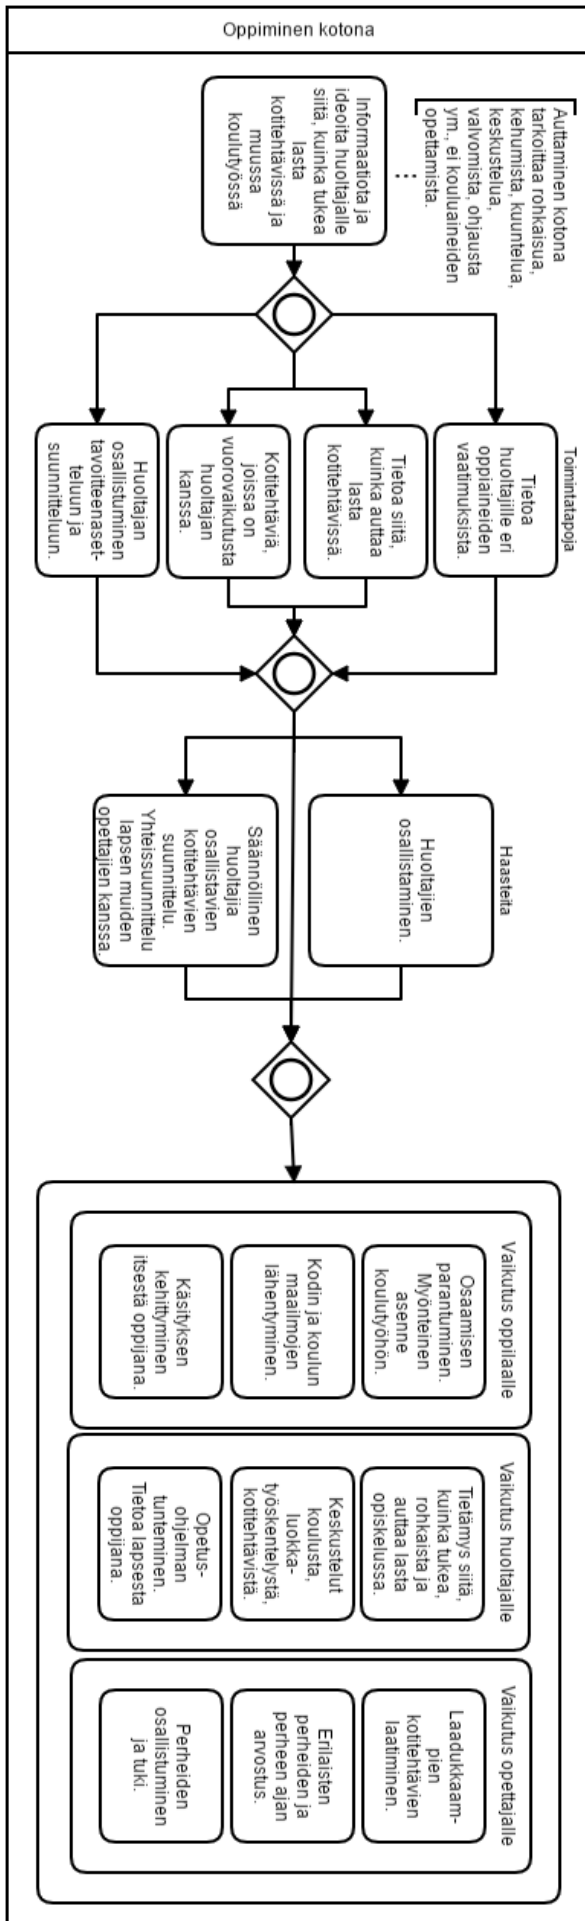 Oppiminen kotona
Auttaminen kotona
tarkoittaa rohkaisua,
kehumista, kuuntelua,
keskustelua,
valvomista, ohjausta
ym., ei kouluaineiden
opettamista.
Informaatiota ja
ideoita huoltajalle
siitä, kuinka tukea
lasta
kotitehtävissä ja
muussa
koulutyössä
Toimintatapoja
Tietoa
huoltajille eri
oppiaineiden
vaatimuksista.
Tietoa siitä,
kuinka auttaa
lasta
kotitehtävissä.
Kotitehtäviä,
joissa on
vuorovaikutusta
huoltajan
kanssa.
Huoltajan
osallistuminen
tavoitteenaset-
teluun ja
suunnitteluun.
Haasteita
Huoltajien
osallistaminen.
Säännöllinen
huoltajia
osallistavien
kotitehtävien
suunnittelu.
Yhteissuunnittelu
lapsen muiden
opettajien kanssa.
Vaikutus oppilaalle
Osaamisen
parantuminen.
Myönteinen
asenne
koulutyöhön.
Kodin ja koulun
maailmojen
lähentyminen.
Käsityksen
kehittyminen
itsestä oppijana.
Vaikutus huoltajalle
Tietämys siitä,
kuinka tukea,
rohkaista ja
auttaa lasta
opiskelussa.
Keskustelut
koulusta,
luokka-
työskentelystä,
kotitehtävistä.
Opetus-
ohjelman
tunteminen.
Tietoa lapsesta
oppijana.
Vaikutus opettajalle
Laadukkaam-
pien
kotitehtävien
laatiminen.
Erilaisten
perheiden ja
perheen ajan
arvostus.
Perheiden
osallistuminen
ja tuki.